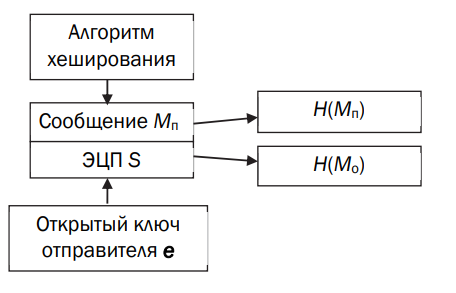 Алгоритм
хеширования
Сообщение Mп
H(Mп)
ЭЦП S
H(Mо)
Открытый ключ
отправителя e